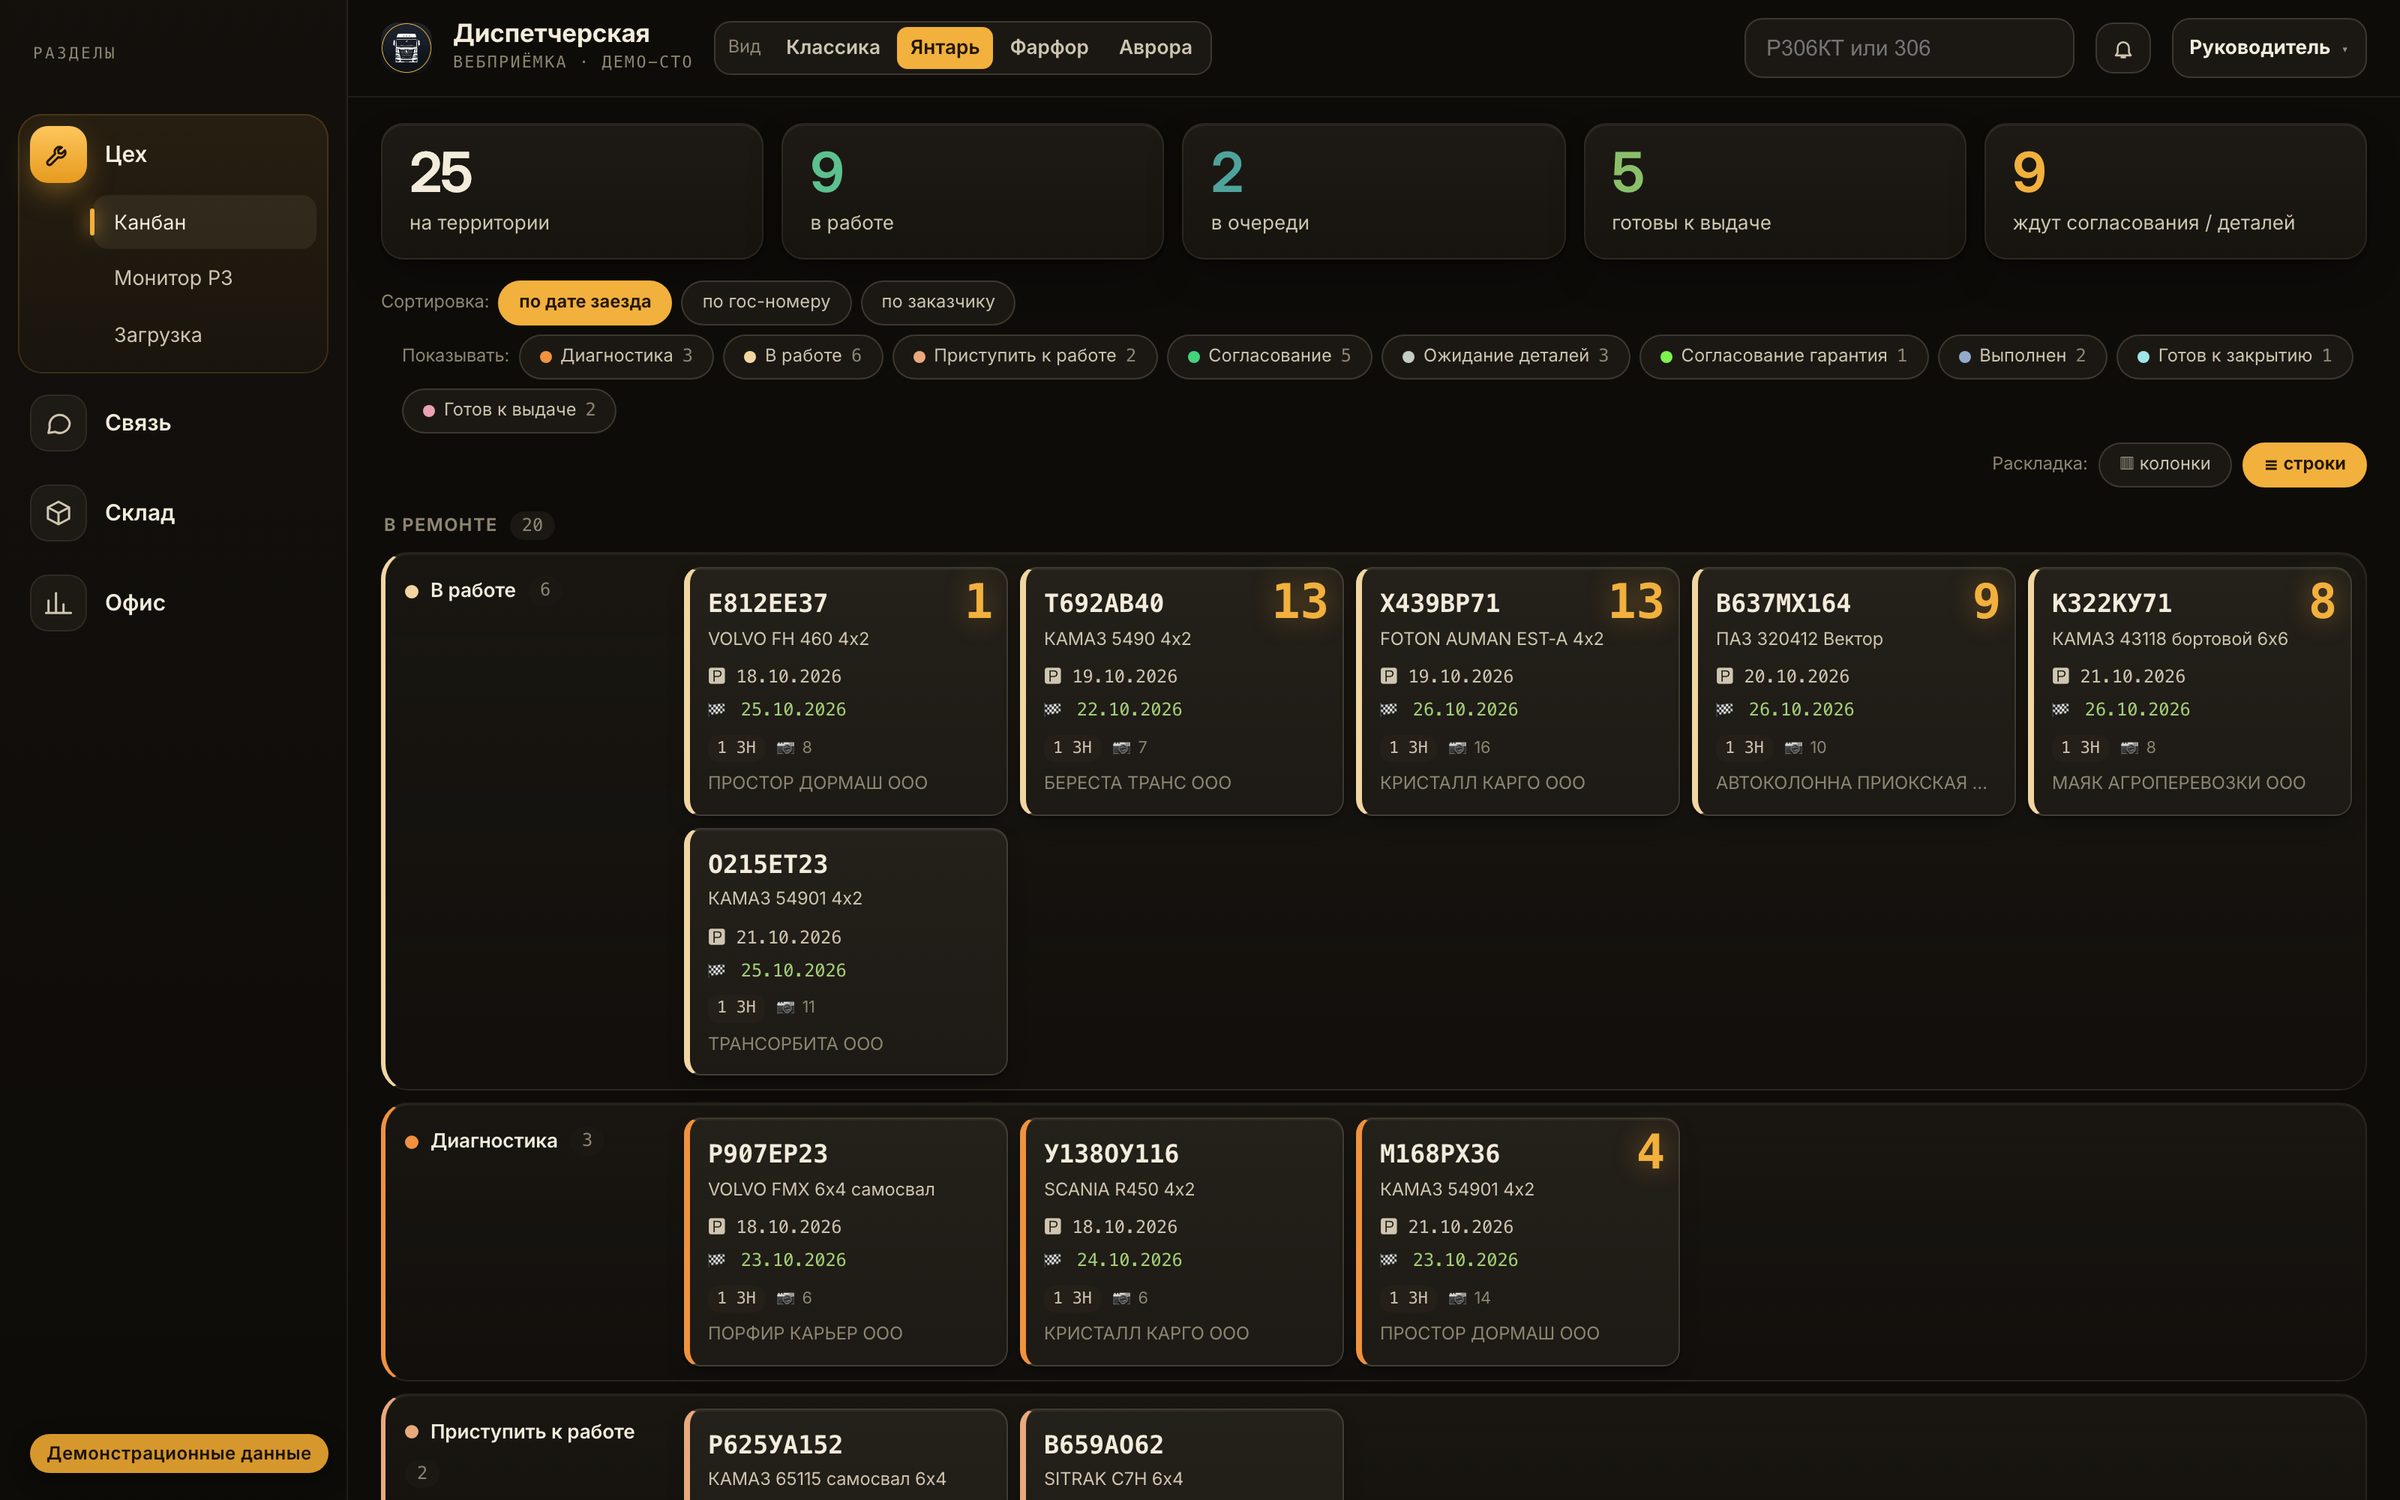 РАЗДЕЛЫ
Цех
Канбан
Монитор РЗ
Загрузка
Связь
Склад
Офис
Демонстрационные данные
Диспетчерская
ВЕБПРИЁМКА · ДЕМО–СТО
Вид Классика Янтарь Фарфор Аврора
Р306КТ или 306
Руководитель
25
на территории
9
в работе
2
в очереди
5
готовы к выдаче
9
ждут согласования / деталей
Сортировка: по дате заезда по гос-номеру по заказчику
Показывать: Диагностика 3 В работе 6 Приступить к работе 2 Согласование 5 Ожидание деталей 3 Согласование гарантия 1 Выполнен 2 Готов к закрытию 1
Готов к выдаче 2
Раскладка: колонки строки
В РЕМОНТЕ 20
В работе 6
Е812ЕЕ37 1
VOLVO FH 460 4x2
P 18.10.2026
25.10.2026
1 ЗН 8
ПРОСТОР ДОРМАШ ООО
Т692АВ40 13
КАМАЗ 5490 4x2
P 19.10.2026
22.10.2026
1 ЗН 7
БЕРЕСТА ТРАНС ООО
Х439ВР71 13
FOTON AUMAN EST-A 4x2
P 19.10.2026
26.10.2026
1 ЗН 16
КРИСТАЛЛ КАРГО ООО
В637МХ164 9
ПАЗ 320412 Вектор
P 20.10.2026
26.10.2026
1 ЗН 10
АВТОКОЛОННА ПРИОКСКАЯ ...
К322КУ71 8
КАМАЗ 43118 бортовой 6x6
P 21.10.2026
26.10.2026
1 ЗН 8
МАЯК АГРОПЕРЕВОЗКИ ООО
О215ЕТ23
КАМАЗ 54901 4x2
P 21.10.2026
25.10.2026
1 ЗН 11
ТРАНСОРБИТА ООО
Диагностика 3
Р907ЕР23
VOLVO FMX 6x4 самосвал
P 18.10.2026
23.10.2026
1 ЗН 6
ПОРФИР КАРЬЕР ООО
У138ОУ116
SCANIA R450 4x2
P 18.10.2026
24.10.2026
1 ЗН 6
КРИСТАЛЛ КАРГО ООО
М168РХ36 4
КАМАЗ 54901 4x2
P 21.10.2026
23.10.2026
1 ЗН 14
ПРОСТОР ДОРМАШ ООО
Приступить к работе
2
Р625УА152
КАМАЗ 65115 самосвал 6x4
В659АО62
SITRAK C7H 6x4